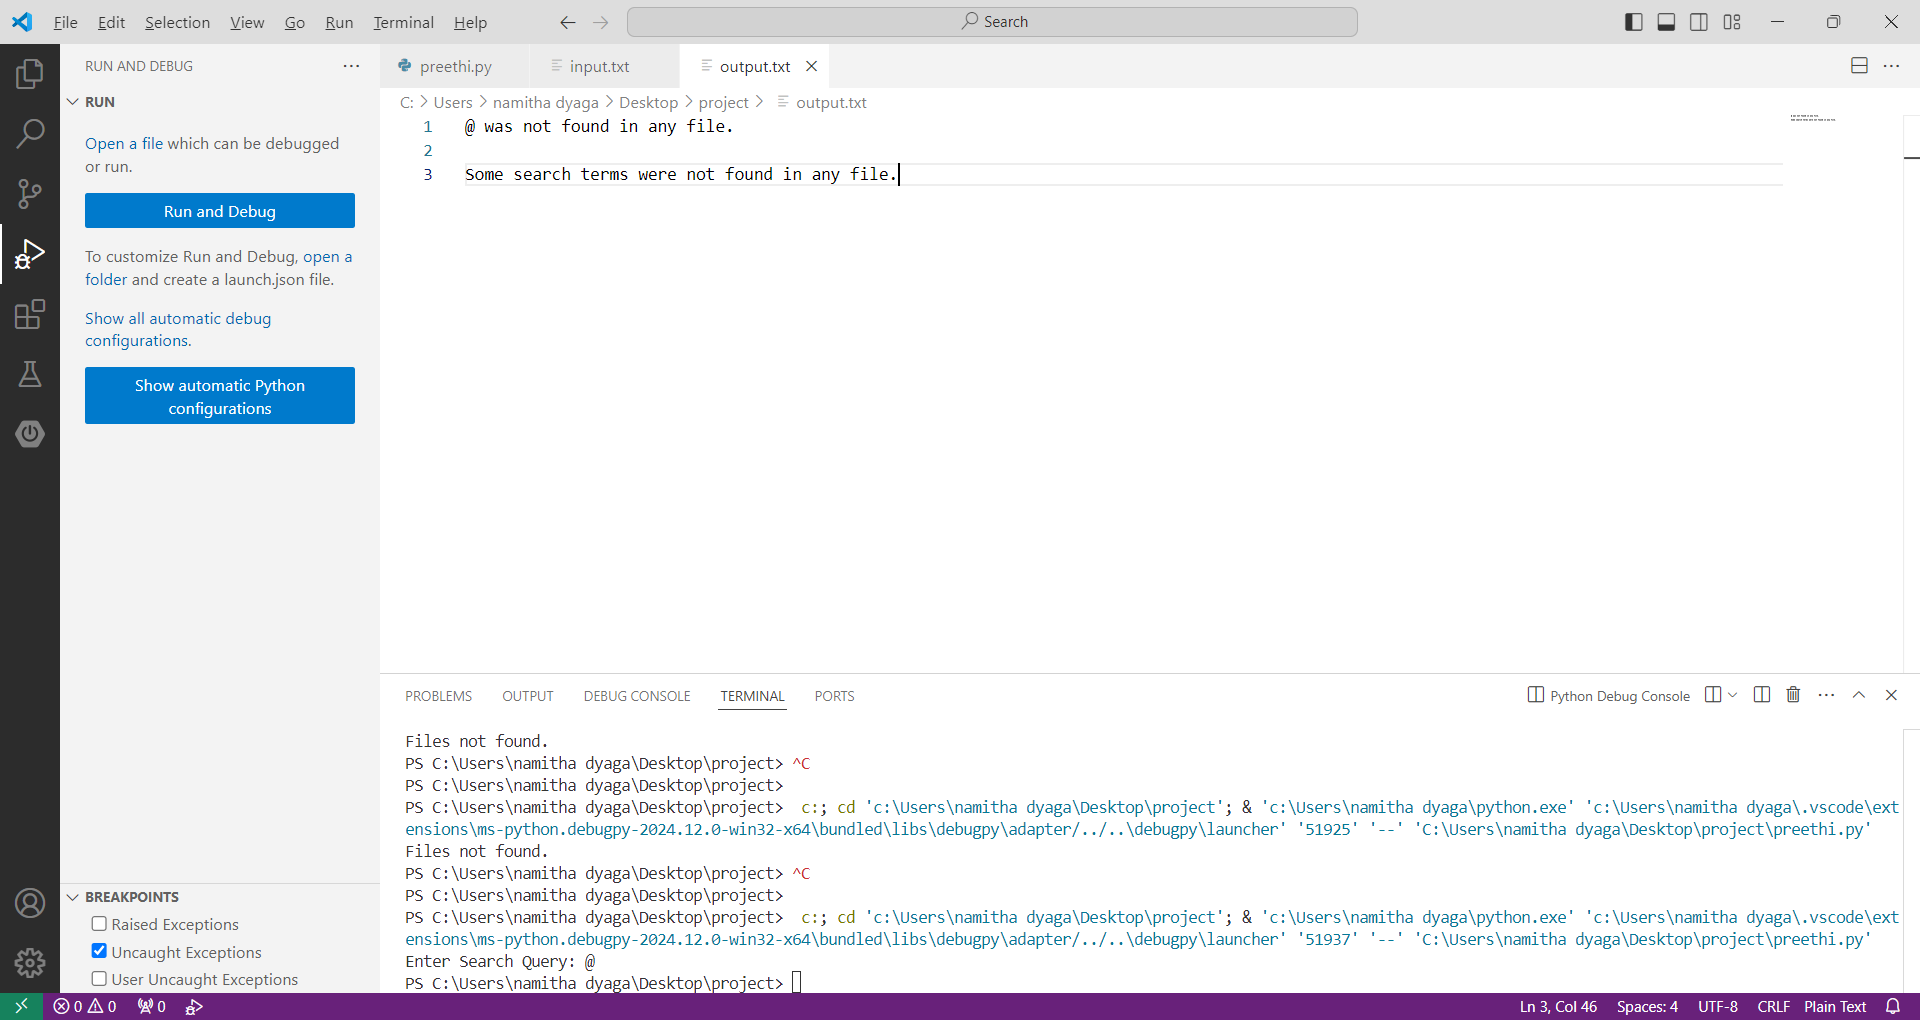 File Edit Selection View Go Run Terminal Help
Search
RUN AND DEBUG
RUN
Open a file which can be debugged
or run.
Run and Debug
To customize Run and Debug, open a
folder and create a launch.json file.
Show all automatic debug
configurations.
Show automatic Python
configurations
BREAKPOINTS
Raised Exceptions
Uncaught Exceptions
User Uncaught Exceptions
preethi.py input.txt output.txt
C: > Users > namitha dyaga > Desktop > project > output.txt
1 @ was not found in any file.
2
3 Some search terms were not found in any file.
PROBLEMS OUTPUT DEBUG CONSOLE TERMINAL PORTS
Python Debug Console
Files not found.
PS C:\Users\namitha dyaga\Desktop\project> ^C
PS C:\Users\namitha dyaga\Desktop\project>
PS C:\Users\namitha dyaga\Desktop\project>  c:; cd 'c:\Users\namitha dyaga\Desktop\project'; & 'c:\Users\namitha dyaga\python.exe' 'c:\Users\namitha dyaga\.vscode\ext
ensions\ms-python.debugpy-2024.12.0-win32-x64\bundled\libs\debugpy\adapter/../..\debugpy\launcher' '51925' '--' 'C:\Users\namitha dyaga\Desktop\project\preethi.py'
Files not found.
PS C:\Users\namitha dyaga\Desktop\project> ^C
PS C:\Users\namitha dyaga\Desktop\project>
PS C:\Users\namitha dyaga\Desktop\project>  c:; cd 'c:\Users\namitha dyaga\Desktop\project'; & 'c:\Users\namitha dyaga\python.exe' 'c:\Users\namitha dyaga\.vscode\ext
ensions\ms-python.debugpy-2024.12.0-win32-x64\bundled\libs\debugpy\adapter/../..\debugpy\launcher' '51937' '--' 'C:\Users\namitha dyaga\Desktop\project\preethi.py'
Enter Search Query: @
PS C:\Users\namitha dyaga\Desktop\project>
0 0 0 Ln 3, Col 46 Spaces: 4 UTF-8 CRLF Plain Text